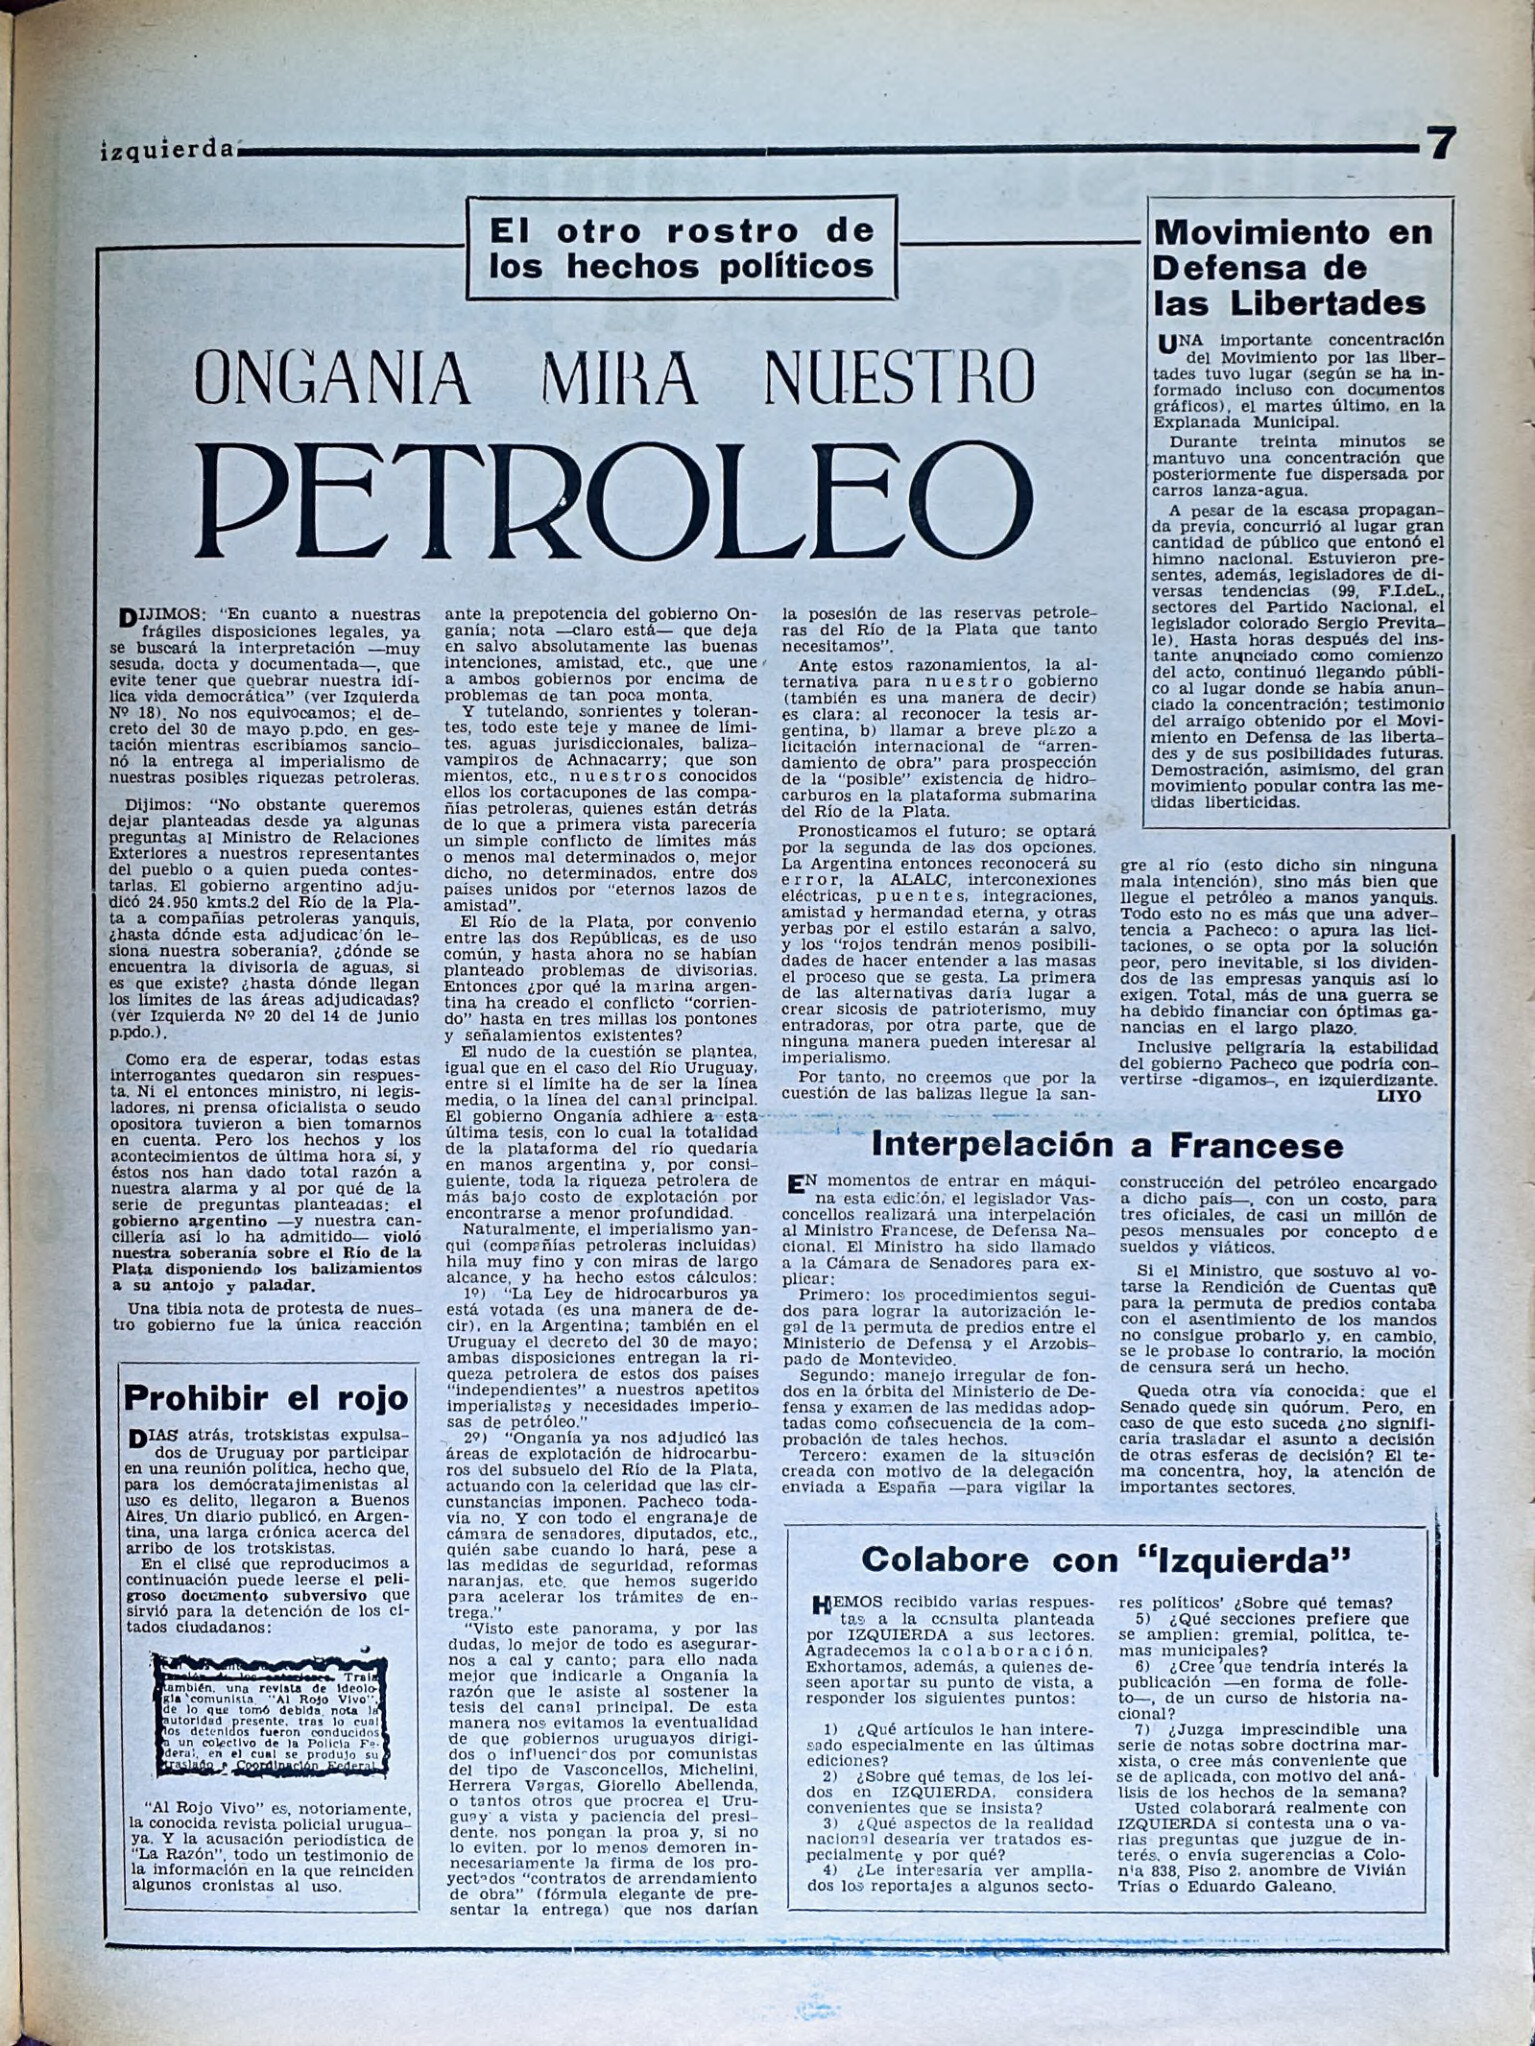 izquierda
7
El otro rostro de
los hechos políticos
ONGANIA MIRA NUESTRO
PETROLEO
DIJIMOS: "En cuanto a nuestras
frágiles disposiciones legales, ya
se buscará la interpretación —muy
sesuda, docta y documentada—, que
evite tener que quebrar nuestra idí-
lica vida democrática" (ver Izquierda
Nº 18). No nos equivocamos; el de-
creto del 30 de mayo p.pdo. en ges-
tación mientras escribíamos sancio-
nó la entrega al imperialismo de
nuestras posibles riquezas petroleras.
Dijimos: "No obstante queremos
dejar planteadas desde ya algunas
preguntas al Ministro de Relaciones
Exteriores a nuestros representantes
del pueblo o a quien pueda contes-
tarlas. El gobierno argentino adju-
dicó 24.950 kmts.2 del Río de la Pla-
ta a compañías petroleras yanquis,
¿hasta dónde esta adjudicación le-
siona nuestra soberanía?, ¿dónde se
encuentra la divisoria de aguas, si
es que existe? ¿hasta dónde llegan
los límites de las áreas adjudicadas?
(ver Izquierda Nº 20 del 14 de junio
p.pdo.).
Como era de esperar, todas estas
interrogantes quedaron sin respues-
ta. Ni el entonces ministro, ni legis-
ladores, ni prensa oficialista o seudo
opositora tuvieron a bien tomarnos
en cuenta. Pero los hechos y los
acontecimientos de última hora sí, y
éstos nos han dado total razón a
nuestra alarma y al por qué de la
serie de preguntas planteadas: el
gobierno argentino —y nuestra can-
cillería así lo ha admitido— violó
nuestra soberanía sobre el Río de la
Plata disponiendo los balizamientos
a su antojo y paladar.
Una tibia nota de protesta de nues-
tro gobierno fue la única reacción
ante la prepotencia del gobierno On-
ganía; nota —claro está— que deja
en salvo absolutamente las buenas
intenciones, amistad, etc., que une
a ambos gobiernos por encima de
problemas de tan poca monta.
Y tutelando, sonrientes y toleran-
tes, todo este teje y manee de lími-
tes, aguas jurisdiccionales, baliza-
vampiros de Achnacarry; que son
mientos, etc., nuestros conocidos
ellos los cortacupones de las compa-
ñías petroleras, quienes están detrás
de lo que a primera vista parecería
un simple conflicto de límites más
o menos mal determinados o, mejor
dicho, no determinados, entre dos
países unidos por "eternos lazos de
amistad".
El Río de la Plata, por convenio
entre las dos Repúblicas, es de uso
común, y hasta ahora no se habían
planteado problemas de divisorias.
Entonces ¿por qué la marina argen-
tina ha creado el conflicto "corrien-
do" hasta en tres millas los pontones
y señalamientos existentes?
El nudo de la cuestión se plantea,
igual que en el caso del Río Uruguay,
entre si el límite ha de ser la línea
media, o la línea del canal principal.
El gobierno Onganía adhiere a esta
última tesis, con lo cual la totalidad
de la plataforma del río quedaría
en manos argentina y, por consi-
guiente, toda la riqueza petrolera de
más bajo costo de explotación por
encontrarse a menor profundidad.
Naturalmente, el imperialismo yan-
qui (compañías petroleras incluidas)
hila muy fino y con miras de largo
alcance, y ha hecho estos cálculos:
1º) "La Ley de hidrocarburos ya
está votada (es una manera de de-
cir), en la Argentina; también en el
Uruguay el decreto del 30 de mayo;
ambas disposiciones entregan la ri-
queza petrolera de estos dos países
"independientes" a nuestros apetitos
imperialistas y necesidades imperio-
sas de petróleo."
2º) "Onganía ya nos adjudicó las
áreas de explotación de hidrocarbu-
ros del subsuelo del Río de la Plata,
actuando con la celeridad que las cir-
cunstancias imponen. Pacheco toda-
vía no. Y con todo el engranaje de
cámara de senadores, diputados, etc.,
quién sabe cuando lo hará, pese a
las medidas de seguridad, reformas
naranjas, etc. que hemos sugerido
para acelerar los trámites de en-
trega."
"Visto este panorama, y por las
dudas, lo mejor de todo es asegurar-
nos a cal y canto; para ello nada
mejor que indicarle a Onganía la
razón que le asiste al sostener la
tesis del canal principal. De esta
manera nos evitamos la eventualidad
de que gobiernos uruguayos dirigi-
dos o influenci­dos por comunistas
del tipo de Vasconcellos, Michelini,
Herrera Vargas, Giorello Abellenda,
o tantos otros que procrea el Uru-
guay a vista y paciencia del presi-
dente, nos pongan la proa y, si no
lo eviten, por lo menos demoren in-
necesariamente la firma de los pro-
yectados "contratos de arrendamiento
de obra" (fórmula elegante de pre-
sentar la entrega) que nos darían
la posesión de las reservas petrole-
ras del Río de la Plata que tanto
necesitamos".
Ante estos razonamientos, la al-
ternativa para nuestro gobierno
(también es una manera de decir)
es clara: al reconocer la tesis ar-
gentina, b) llamar a breve plazo a
licitación internacional de "arren-
damiento de obra" para prospección
de la "posible" existencia de hidro-
carburos en la plataforma submarina
del Río de la Plata.
Pronosticamos el futuro: se optará
por la segunda de las dos opciones.
La Argentina entonces reconocerá su
error, la ALALC, interconexiones
eléctricas, puentes, integraciones,
amistad y hermandad eterna, y otras
yerbas por el estilo estarán a salvo,
y los "rojos tendrán menos posibili-
dades de hacer entender a las masas
el proceso que se gesta. La primera
de las alternativas daría lugar a
crear sicosis de patrioterismo, muy
entradoras, por otra parte, que de
ninguna manera pueden interesar al
imperialismo.
Por tanto, no creemos que por la
cuestión de las balizas llegue la san-
gre al río (esto dicho sin ninguna
mala intención), sino más bien que
llegue el petróleo a manos yanquis.
Todo esto no es más que una adver-
tencia a Pacheco: o apura las lici-
taciones, o se opta por la solución
peor, pero inevitable, si los dividen-
dos de las empresas yanquis así lo
exigen. Total, más de una guerra se
ha debido financiar con óptimas ga-
nancias en el largo plazo.
Inclusive peligraría la estabilidad
del gobierno Pacheco que podría con-
vertirse -digamos-, en izquierdizante.
LIYO
Movimiento en
Defensa de
las Libertades
UNA importante concentración
del Movimiento por las liber-
tades tuvo lugar (según se ha in-
formado incluso con documentos
gráficos), el martes último, en la
Explanada Municipal.
Durante treinta minutos se
mantuvo una concentración que
posteriormente fue dispersada por
carros lanza-agua.
A pesar de la escasa propagan-
da previa, concurrió al lugar gran
cantidad de público que entonó el
himno nacional. Estuvieron pre-
sentes, además, legisladores de di-
versas tendencias (99, F.I.deL.,
sectores del Partido Nacional, el
legislador colorado Sergio Previta-
le). Hasta horas después del ins-
tante anunciado como comienzo
del acto, continuó llegando públi-
co al lugar donde se había anun-
ciado la concentración; testimonio
del arraigo obtenido por el Movi-
miento en Defensa de las liberta-
des y de sus posibilidades futuras.
Demostración, asimismo, del gran
movimiento popular contra las me-
didas liberticidas.
Interpelación a Francese
EN momentos de entrar en máqui-
na esta edición, el legislador Vas-
concellos realizará una interpelación
al Ministro Francese, de Defensa Na-
cional. El Ministro ha sido llamado
a la Cámara de Senadores para ex-
plicar:
Primero: los procedimientos segui-
dos para lograr la autorización le-
gal de la permuta de predios entre el
Ministerio de Defensa y el Arzobis-
pado de Montevideo.
Segundo: manejo irregular de fon-
dos en la órbita del Ministerio de De-
fensa y examen de las medidas adop-
tadas como consecuencia de la com-
probación de tales hechos.
Tercero: examen de la situación
creada con motivo de la delegación
enviada a España —para vigilar la
construcción del petróleo encargado
a dicho país—, con un costo, para
tres oficiales, de casi un millón de
pesos mensuales por concepto de
sueldos y viáticos.
Si el Ministro, que sostuvo al vo-
tarse la Rendición de Cuentas que
para la permuta de predios contaba
con el asentimiento de los mandos
no consigue probarlo y, en cambio,
se le probase lo contrario, la moción
de censura será un hecho.
Queda otra vía conocida: que el
Senado quede sin quórum. Pero, en
caso de que esto suceda ¿no signifi-
caría trasladar el asunto a decisión
de otras esferas de decisión? El te-
ma concentra, hoy, la atención de
importantes sectores.
Prohibir el rojo
DIAS atrás, trotskistas expulsa-
dos de Uruguay por participar
en una reunión política, hecho que,
para los demócratajimenistas al
uso es delito, llegaron a Buenos
Aires. Un diario publicó, en Argen-
tina, una larga crónica acerca del
arribo de los trotskistas.
En el clisé que reproducimos a
continuación puede leerse el peli-
groso documento subversivo que
sirvió para la detención de los ci-
tados ciudadanos:
Traía
también, una revista de ideolo-
gía comunista, "Al Rojo Vivo",
de lo que tomó debida nota la
autoridad presente, tras lo cual
los detenidos fueron conducidos
a un colectivo de la Policía Fe-
deral, en el cual se produjo su
traslado a Coordinación Federal
"Al Rojo Vivo" es, notoriamente,
la conocida revista policial urugua-
ya. Y la acusación periodística de
"La Razón", todo un testimonio de
la información en la que reinciden
algunos cronistas al uso.
Colabore con "Izquierda"
HEMOS recibido varias respues-
tas a la consulta planteada
por IZQUIERDA a sus lectores.
Agradecemos la colaboración.
Exhortamos, además, a quienes de-
seen aportar su punto de vista, a
responder los siguientes puntos:
1) ¿Qué artículos le han intere-
sado especialmente en las últimas
ediciones?
2) ¿Sobre qué temas, de los leí-
dos en IZQUIERDA, considera
convenientes que se insista?
3) ¿Qué aspectos de la realidad
nacional desearía ver tratados es-
pecialmente y por qué?
4) ¿Le interesaría ver amplia-
dos los reportajes a algunos secto-
res políticos' ¿Sobre qué temas?
5) ¿Qué secciones prefiere que
se amplíen: gremial, política, te-
mas municipales?
6) ¿Cree que tendría interés la
publicación —en forma de folle-
to—, de un curso de historia na-
cional?
7) ¿Juzga imprescindible una
serie de notas sobre doctrina mar-
xista, o cree más conveniente que
se de aplicada, con motivo del aná-
lisis de los hechos de la semana?
Usted colaborará realmente con
IZQUIERDA si contesta una o va-
rias preguntas que juzgue de in-
terés, o envía sugerencias a Colo-
nia 838, Piso 2, anombre de Vivián
Trías o Eduardo Galeano.